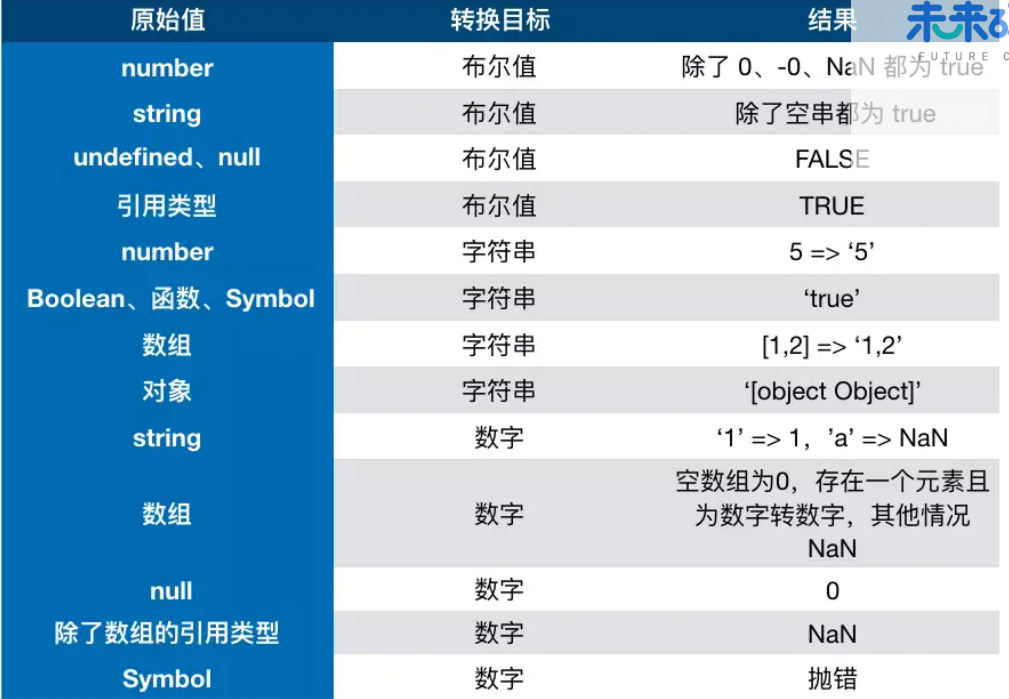 原始值 转换目标 结果
未来
FUTURE C
number 布尔值 除了 0、-0、NaN 都为 true
string 布尔值 除了空串都为 true
undefined、null 布尔值 FALSE
引用类型 布尔值 TRUE
number 字符串 5 => ‘5’
Boolean、函数、Symbol 字符串 ‘true’
数组 字符串 [1,2] => ‘1,2’
对象 字符串 ‘[object Object]’
string 数字 ‘1’ => 1，’a’ => NaN
数组 数字 空数组为0，存在一个元素且
为数字转数字，其他情况
NaN
null 数字 0
除了数组的引用类型 数字 NaN
Symbol 数字 抛错